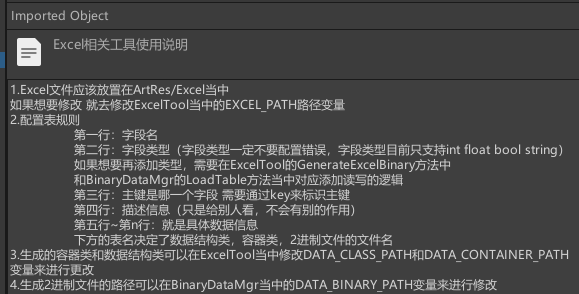 Imported Object
Excel相关工具使用说明
1.Excel文件应该放置在ArtRes/Excel当中
如果想要修改 就去修改ExcelTool当中的EXCEL_PATH路径变量
2.配置表规则
第一行：字段名
第二行：字段类型（字段类型一定不要配置错误，字段类型目前只支持int float bool string）
如果想要再添加类型，需要在ExcelTool的GenerateExcelBinary方法中
和BinaryDataMgr的LoadTable方法当中对应添加读写的逻辑
第三行：主键是哪一个字段 需要通过key来标识主键
第四行：描述信息（只是给别人看，不会有别的作用）
第五行~第n行：就是具体数据信息
下方的表名决定了数据结构类，容器类，2进制文件的文件名
3.生成的容器类和数据结构类可以在ExcelTool当中修改DATA_CLASS_PATH和DATA_CONTAINER_PATH
变量来进行更改
4.生成2进制文件的路径可以在BinaryDataMgr当中的DATA_BINARY_PATH变量来进行修改